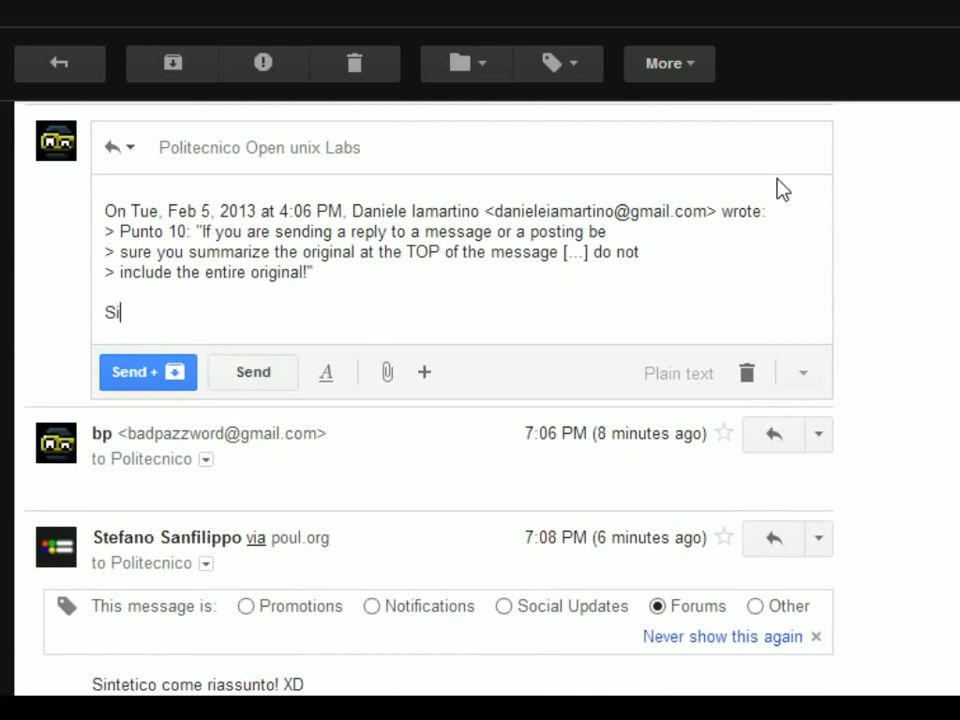 More
Politecnico Open unix Labs
On Tue, Feb 5, 2013 at 4:06 PM, Daniele Iamartino <danieleiamartino@gmail.com> wrote:
> Punto 10: "If you are sending a reply to a message or a posting be
> sure you summarize the original at the TOP of the message [...] do not
> include the entire original!"
Si
Send + Send A + Plain text
bp <badpazzword@gmail.com> 7:06 PM (8 minutes ago)
to Politecnico
Stefano Sanfilippo via poul.org 7:08 PM (6 minutes ago)
to Politecnico
This message is: Promotions Notifications Social Updates Forums Other
Never show this again ×
Sintetico come riassunto! XD